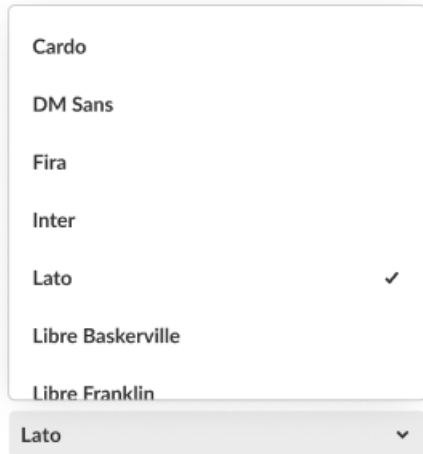 Cardo
DM Sans
Fira
Inter
Lato
Libre Baskerville
Libre Franklin
Lato